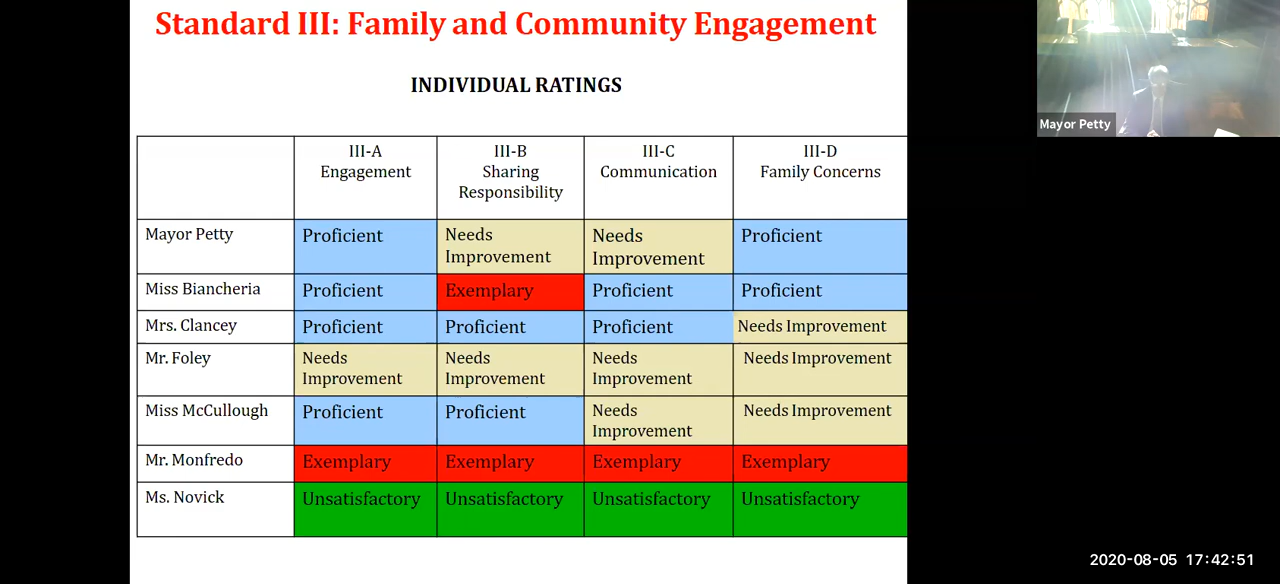 Standard III: Family and Community Engagement
INDIVIDUAL RATINGS
Mayor Petty
III-A
Engagement
III-B
Sharing
Responsibility
III-C
Communication
III-D
Family Concerns
Mayor Petty
Proficient
Needs
Improvement
Needs
Improvement
Proficient
Miss Biancheria
Proficient
Exemplary
Proficient
Proficient
Mrs. Clancey
Proficient
Proficient
Proficient
Needs Improvement
Mr. Foley
Needs
Improvement
Needs
Improvement
Needs
Improvement
Needs Improvement
Miss McCullough
Proficient
Proficient
Needs
Improvement
Needs Improvement
Mr. Monfredo
Exemplary
Exemplary
Exemplary
Exemplary
Ms. Novick
Unsatisfactory
Unsatisfactory
Unsatisfactory
Unsatisfactory
2020-08-05 17:42:51